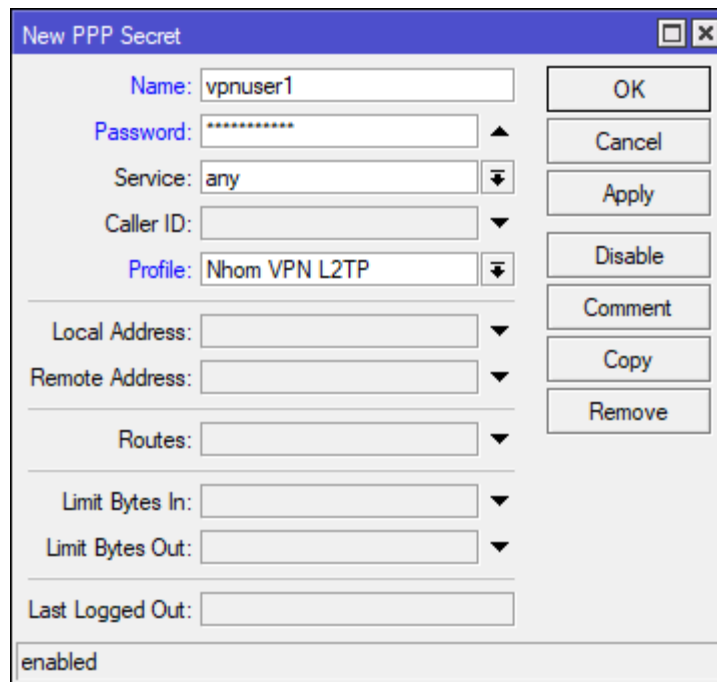 New PPP Secret
Name: vpnuser1
Password: ***********
Service: any
Caller ID:
Profile: Nhom VPN L2TP
Local Address:
Remote Address:
Routes:
Limit Bytes In:
Limit Bytes Out:
Last Logged Out:
enabled
OK
Cancel
Apply
Disable
Comment
Copy
Remove